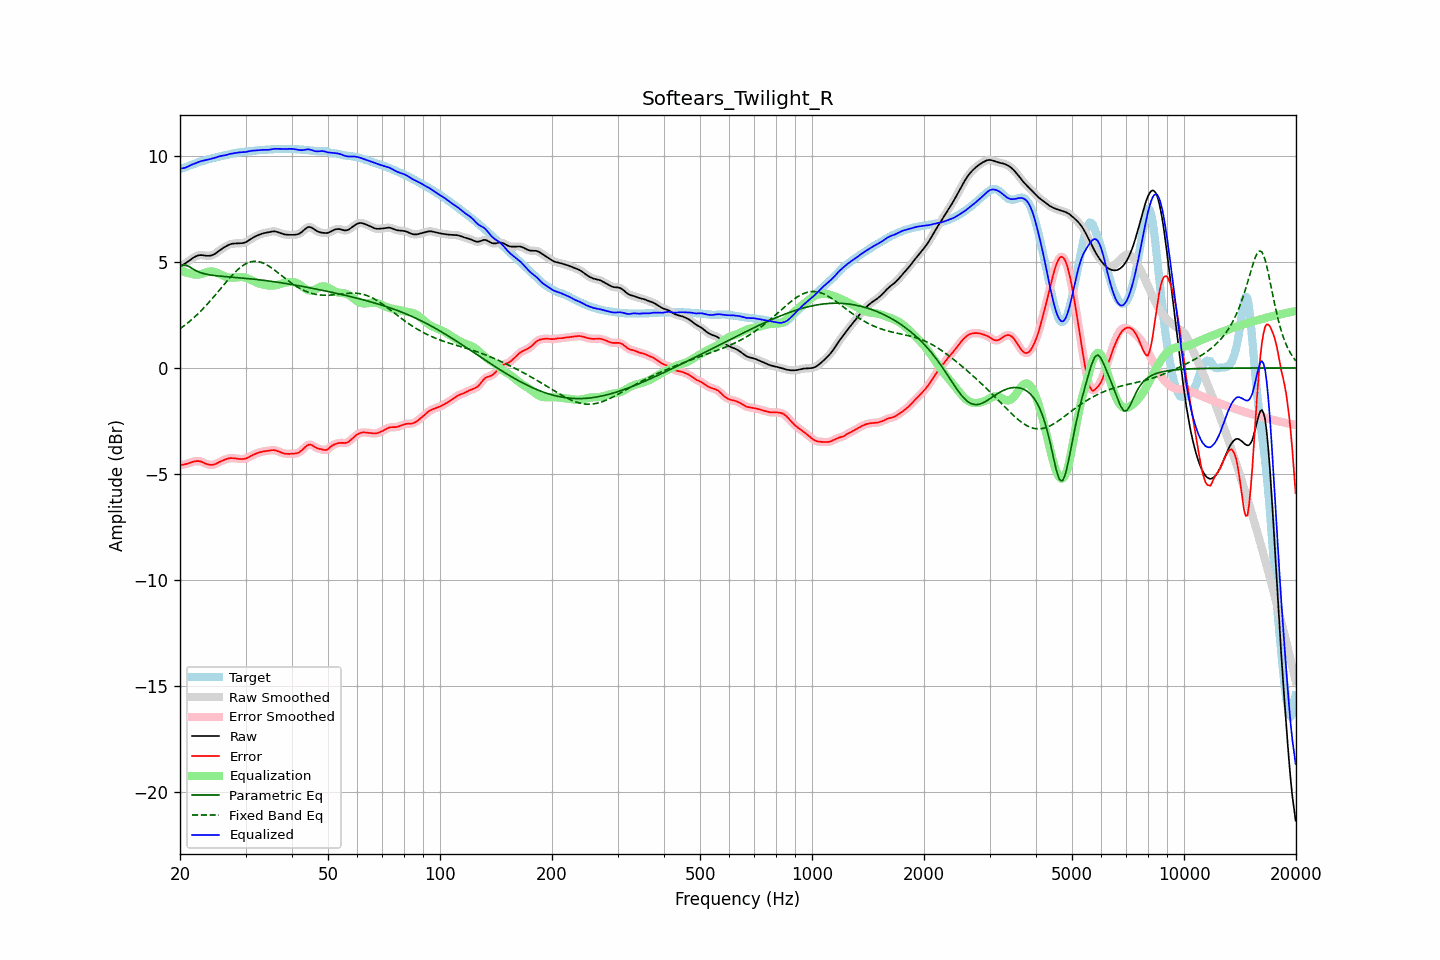 Softears_Twilight_R
Amplitude (dBr)
10
5
0
−5
−10
−15
−20
Target
Raw Smoothed
Error Smoothed
Raw
Error
Equalization
Parametric Eq
Fixed Band Eq
Equalized
20 50 100 200 500 1000 2000 5000 10000 20000
Frequency (Hz)